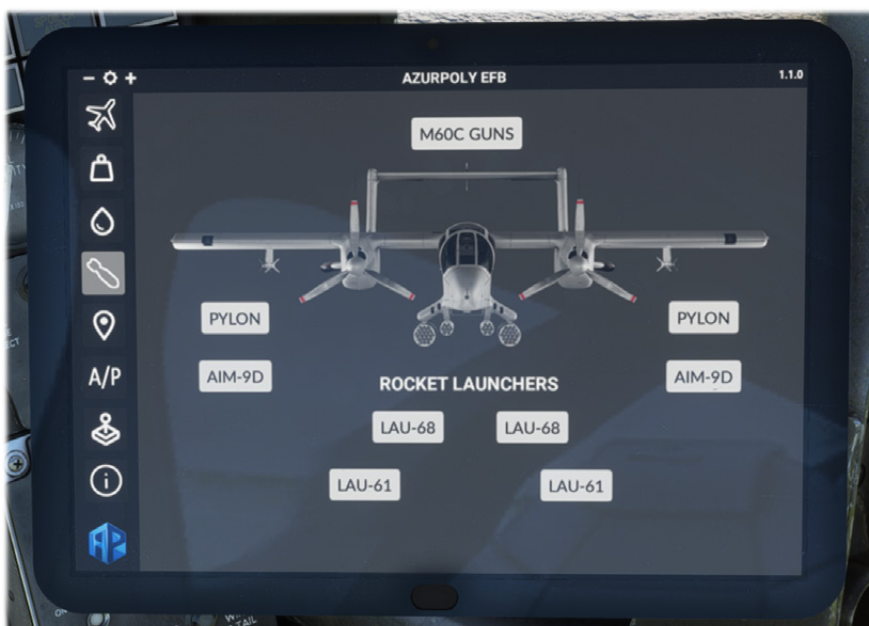 AZURPOLY EFB
1.1.0
M60C GUNS
PYLON
PYLON
AIM-9D
AIM-9D
ROCKET LAUNCHERS
A/P
LAU-68
LAU-68
LAU-61
LAU-61